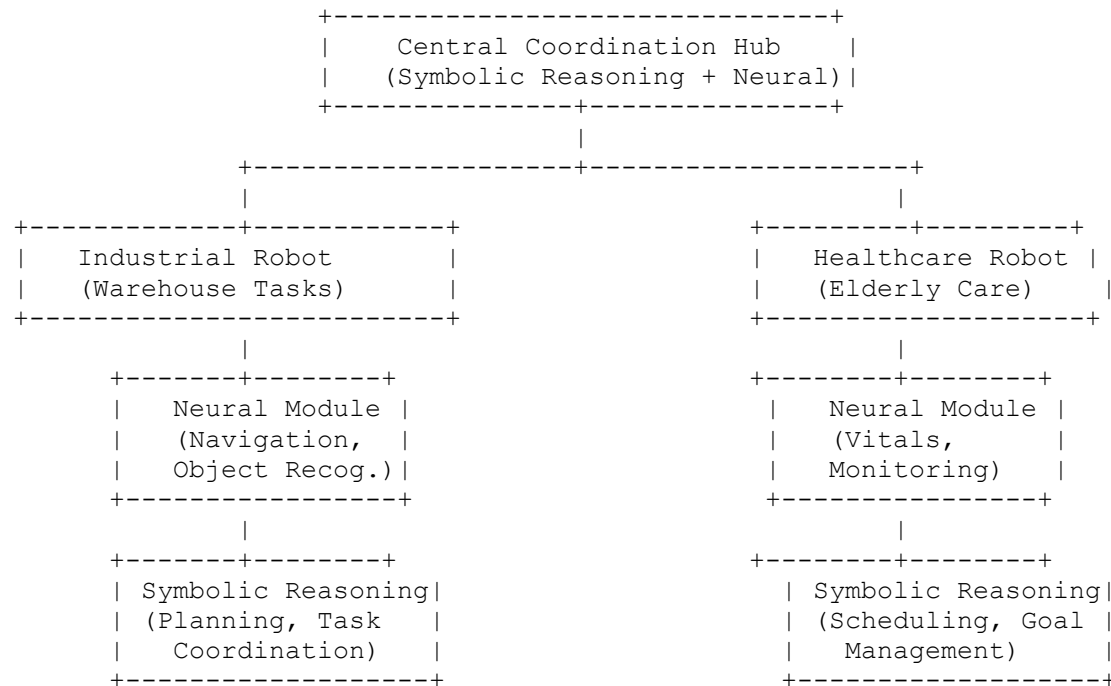 Central Coordination Hub
(Symbolic Reasoning + Neural)
Industrial Robot
(Warehouse Tasks)
Healthcare Robot
(Elderly Care)
Neural Module
(Navigation,
Object Recog.)
Neural Module
(Vitals,
Monitoring)
Symbolic Reasoning
(Planning, Task
Coordination)
Symbolic Reasoning
(Scheduling, Goal
Management)